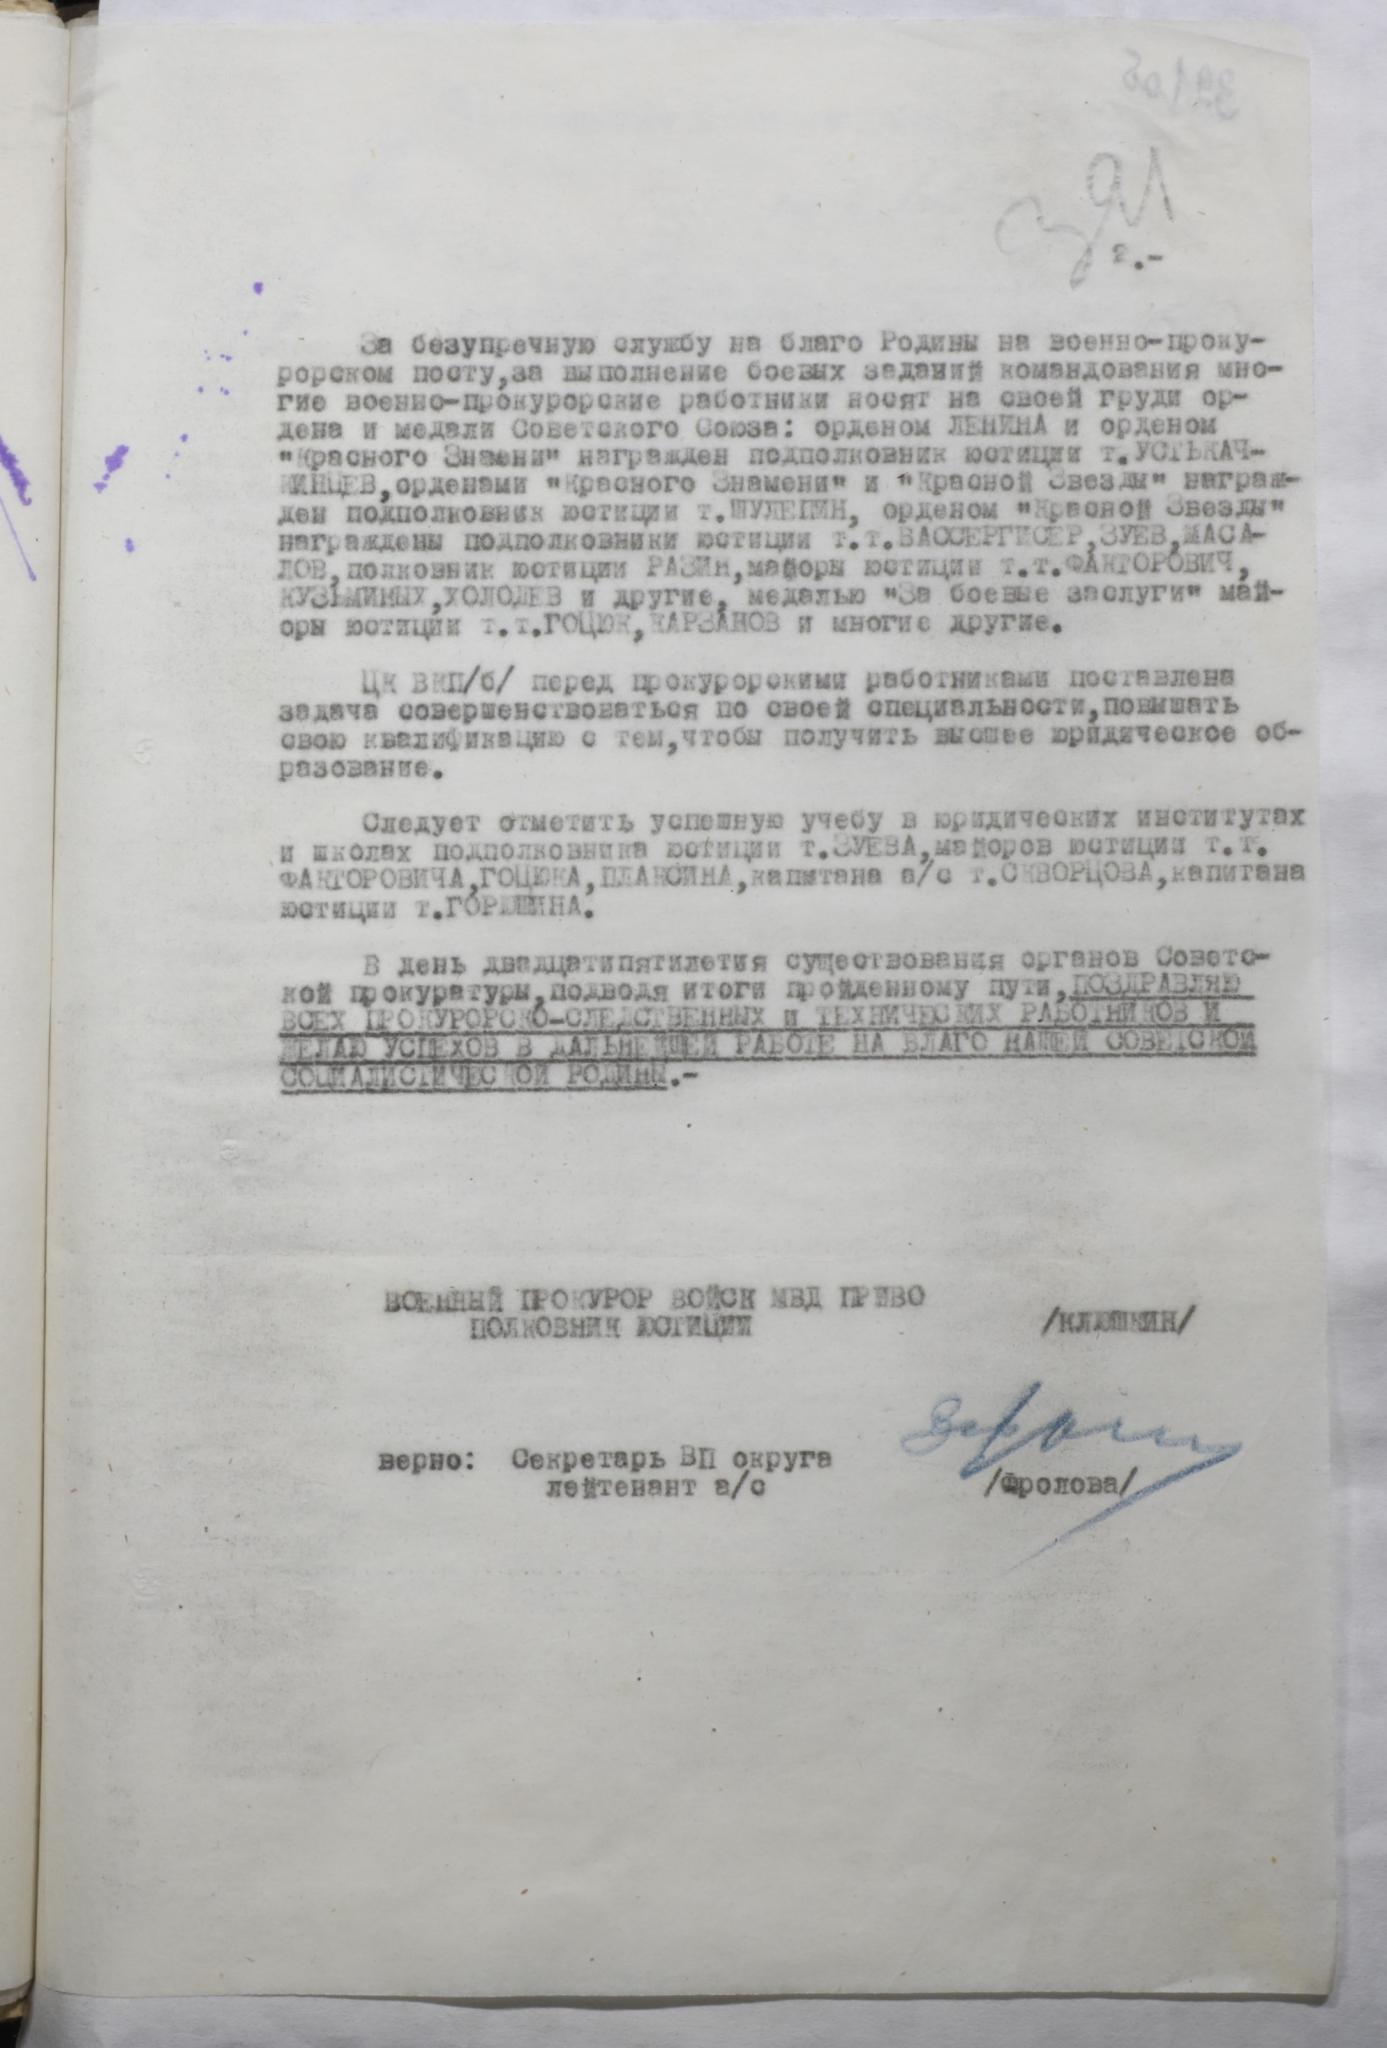 91
2.-
За безупречную службу на благо Родины на военно-проку-
рорском посту,за выполнение боевых заданий командования мно-
гие военно-прокурорские работники носят на своей груди ор-
дена и медали Советского Союза: орденом ЛЕНИНА и орденом
"Красного Знамени" награжден подполковник юстиции т.УСТЬКАЧ-
КИНЦЕВ,орденами "Красного Знамени" и "Красной Звезды" награж-
ден подполковник юстиции т.ШУЛЕПИН, орденом "Красной Звезды"
награждены подполковники юстиции т.т.ВАССЕРГИСЕР,ЗУЕВ,МАСА-
ЛОВ,полковник юстиции РАЗИН,майоры юстиции т.т.ФАКТОРОВИЧ,
КУЗЬМИНЫХ,ХОЛОДЕВ и другие, медалью "За боевые заслуги" май-
оры юстиции т.т.ГОЦЮК,КАРЗАНОВ и многие другие.
ЦК ВКП/б/ перед прокурорскими работниками поставлена
задача совершенствоваться по своей специальности,повышать
свою квалификацию с тем,чтобы получить высшее юридическое об-
разование.
Следует отметить успешную учебу в юридических институтах
и школах подполковника юстиции т.ЗУЕВА,майоров юстиции т.т.
ФАКТОРОВИЧА,ГОЦЮКА,ПЛАКСИНА,капитана а/с т.СКВОРЦОВА,капитана
юстиции т.ГОРЮШИНА.
В день двадцатипятилетия существования органов Советс-
кой прокуратуры,подводя итоги пройденному пути,ПОЗДРАВЛЯЮ
ВСЕХ ПРОКУРОРСКО-СЛЕДСТВЕННЫХ и ТЕХНИЧЕСКИХ РАБОТНИКОВ И
ЖЕЛАЮ УСПЕХОВ В ДАЛЬНЕЙШЕЙ РАБОТЕ НА БЛАГО НАШЕЙ СОВЕТСКОЙ
СОЦИАЛИСТИЧЕСКОЙ РОДИНЫ.-
ВОЕННЫЙ ПРОКУРОР ВОЙСК МВД ПРИВО
ПОЛКОВНИК ЮСТИЦИИ /КЛЮШКИН/
верно: Секретарь ВП округа
лейтенант а/с /Фролова/